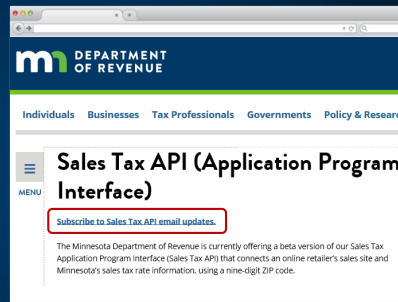 DEPARTMENT
OF REVENUE
Individuals Businesses Tax Professionals Governments Policy & Resear
Sales Tax API (Application Program
MENU
Interface)
Subscribe to Sales Tax API email updates.
The Minnesota Department of Revenue is currently offering a beta version of our Sales Tax
Application Program Interface (Sales Tax API) that connects an online retailer's sales site and
Minnesota's sales tax rate information, using a nine-digit ZIP code.